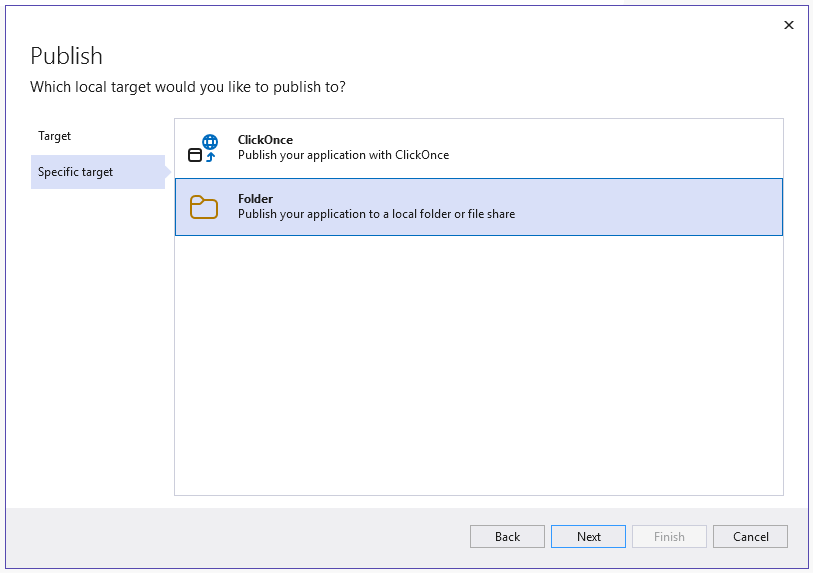 Publish
Which local target would you like to publish to?
Target
Specific target
ClickOnce
Publish your application with ClickOnce
Folder
Publish your application to a local folder or file share
Back
Next
Finish
Cancel